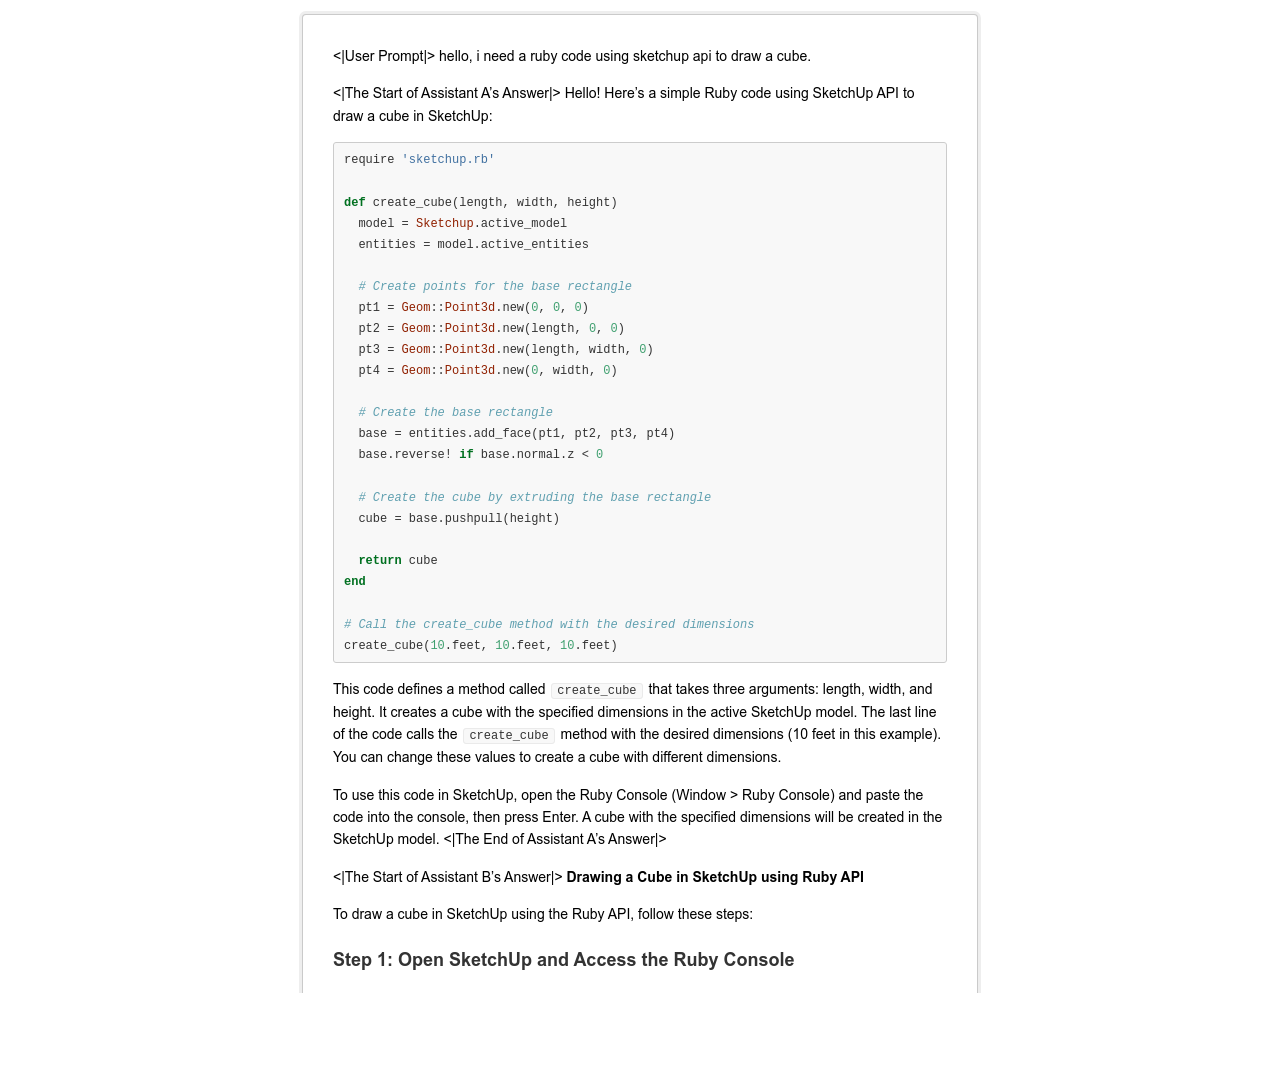 <|User Prompt|> hello, i need a ruby code using sketchup api to draw a cube.
<|The Start of Assistant A’s Answer|> Hello! Here’s a simple Ruby code using SketchUp API to
draw a cube in SketchUp:
require 'sketchup.rb'
def create_cube(length, width, height)
  model = Sketchup.active_model
  entities = model.active_entities
  # Create points for the base rectangle
  pt1 = Geom::Point3d.new(0, 0, 0)
  pt2 = Geom::Point3d.new(length, 0, 0)
  pt3 = Geom::Point3d.new(length, width, 0)
  pt4 = Geom::Point3d.new(0, width, 0)
  # Create the base rectangle
  base = entities.add_face(pt1, pt2, pt3, pt4)
  base.reverse! if base.normal.z < 0
  # Create the cube by extruding the base rectangle
  cube = base.pushpull(height)
  return cube
end
# Call the create_cube method with the desired dimensions
create_cube(10.feet, 10.feet, 10.feet)
This code defines a method called create_cube that takes three arguments: length, width, and
height. It creates a cube with the specified dimensions in the active SketchUp model. The last line
of the code calls the create_cube method with the desired dimensions (10 feet in this example).
You can change these values to create a cube with different dimensions.
To use this code in SketchUp, open the Ruby Console (Window > Ruby Console) and paste the
code into the console, then press Enter. A cube with the specified dimensions will be created in the
SketchUp model. <|The End of Assistant A’s Answer|>
<|The Start of Assistant B’s Answer|> Drawing a Cube in SketchUp using Ruby API
To draw a cube in SketchUp using the Ruby API, follow these steps:
Step 1: Open SketchUp and Access the Ruby Console